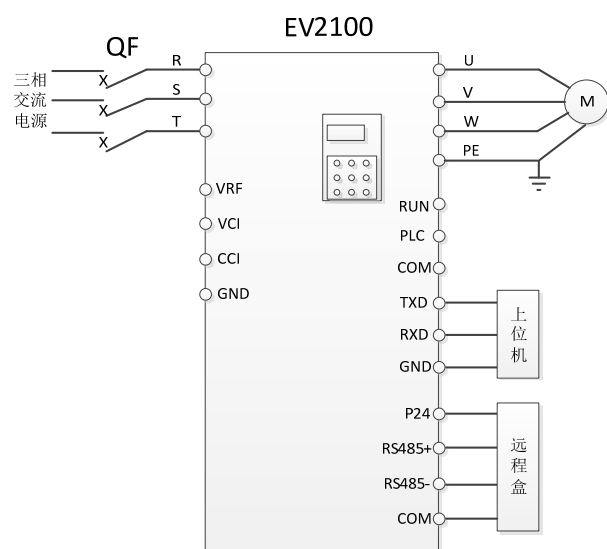 EV2100
QF
三相
交流
电源
R
S
T
X
X
X
VRF
VCI
CCI
GND
U
V
W
PE
M
RUN
PLC
COM
TXD
RXD
GND
上位机
P24
RS485+
RS485-
COM
远程盒